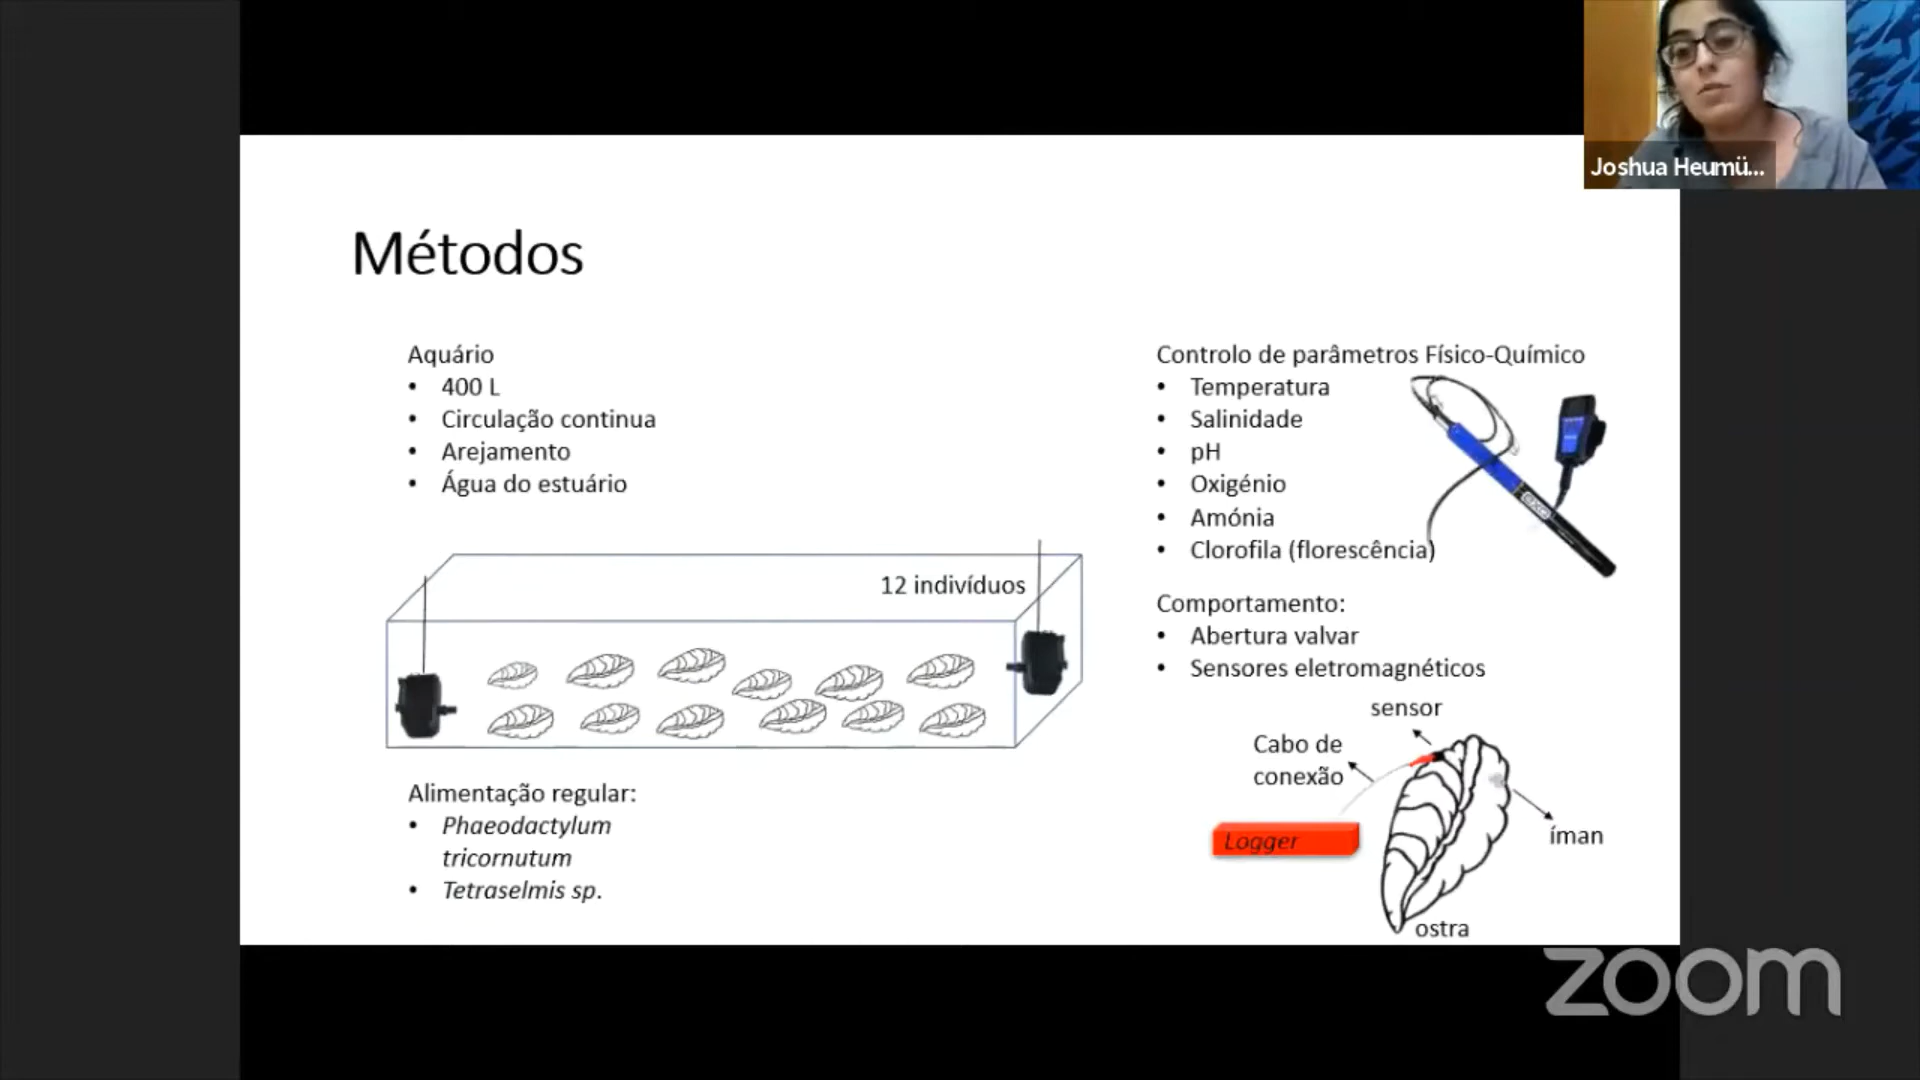 Joshua Heumü...
Métodos
Aquário
• 400 L
• Circulação continua
• Arejamento
• Água do estuário
12 indivíduos
Alimentação regular:
• Phaeodactylum
tricornutum
• Tetraselmis sp.
Controlo de parâmetros Físico-Químico
• Temperatura
• Salinidade
• pH
• Oxigénio
• Amónia
• Clorofila (florescência)
Comportamento:
• Abertura valvar
• Sensores eletromagnéticos
sensor
Cabo de
conexão
Logger
íman
ostra
zoom